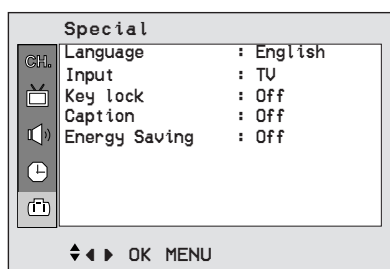 Special
CH.
Language : English
Input : TV
Key lock : Off
Caption : Off
Energy Saving : Off
OK MENU